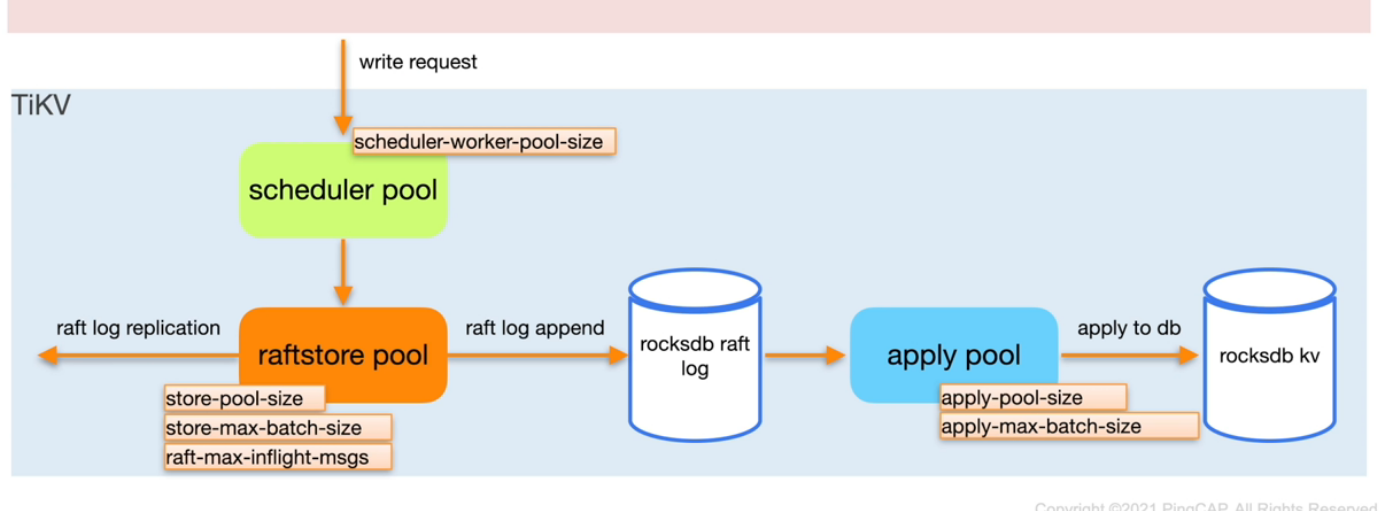 write request
TiKV
scheduler-worker-pool-size
scheduler pool
raft log replication
raftstore pool
raft log append
rocksdb raft
log
apply pool
apply to db
rocksdb kv
store-pool-size
store-max-batch-size
raft-max-inflight-msgs
apply-pool-size
apply-max-batch-size
Copyright ©2021 PingCAP. All Rights Reserved